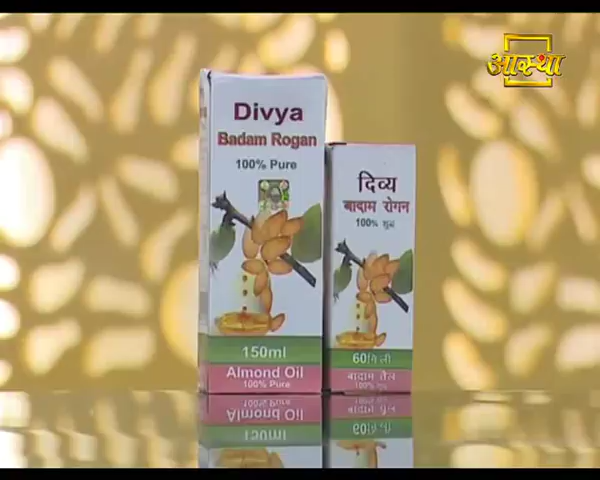 आस्था
Divya
Badam Rogan
100% Pure
150ml
Almond Oil
100% Pure
दिव्य
बादाम रोगन
100% शुद्ध
60मि ली
बादाम तैल
100% शुद्ध